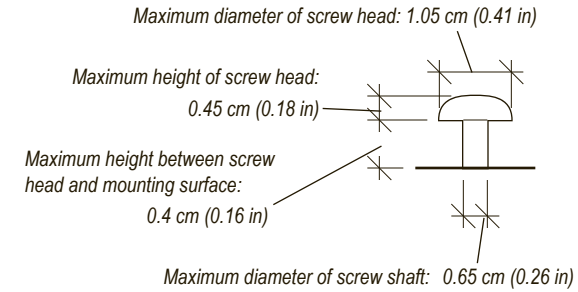 Maximum diameter of screw head: 1.05 cm (0.41 in)
Maximum height of screw head:
0.45 cm (0.18 in)
Maximum height between screw
head and mounting surface:
0.4 cm (0.16 in)
Maximum diameter of screw shaft: 0.65 cm (0.26 in)